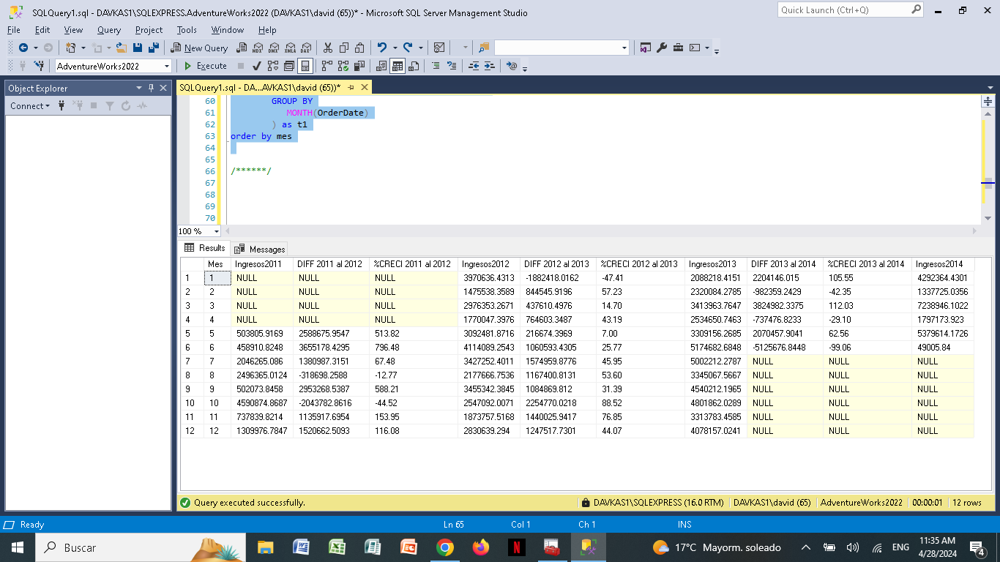 SQLQuery1.sql - DAVKAS1\SQLEXPRESS.AdventureWorks2022 (DAVKAS1\david (65))* - Microsoft SQL Server Management Studio
Quick Launch (Ctrl+Q)
File Edit View Query Project Tools Window Help
New Query MDX DMX XMLA DAX
AdventureWorks2022 Execute
Object Explorer
SQLQuery1.sql - DA...AVKAS1\david (65))*
Connect
60 GROUP BY
61 MONTH(OrderDate)
62 ) as t1
63 order by mes
64
65
66 /******/
67
68
69
70
100 %
Results Messages
Mes Ingresos2011 DIFF 2011 al 2012 %CRECI 2011 al 2012 Ingresos2012 DIFF 2012 al 2013 %CRECI 2012 al 2013 Ingresos2013 DIFF 2013 al 2014 %CRECI 2013 al 2014 Ingresos2014
1 1 NULL NULL NULL 3970636.4313 -1882418.0162 -47.41 2088218.4151 2204146.015 105.55 4292364.4301
2 2 NULL NULL NULL 1475538.3589 844545.9196 57.23 2320084.2785 -982359.2429 -42.35 1337725.0356
3 3 NULL NULL NULL 2976353.2671 437610.4976 14.70 3413963.7647 3824982.3375 112.03 7238946.1022
4 4 NULL NULL NULL 1770047.3976 764603.3487 43.19 2534650.7463 -737476.8233 -29.10 1797173.923
5 5 503805.9169 2588675.9547 513.82 3092481.8716 216674.3969 7.00 3309156.2685 2070457.9041 62.56 5379614.1726
6 6 458910.8248 3655178.4295 796.48 4114089.2543 1060593.4305 25.77 5174682.6848 -5125676.8448 -99.06 49005.84
7 7 2046265.086 1380987.3151 67.48 3427252.4011 1574959.8776 45.95 5002212.2787 NULL NULL NULL
8 8 2496365.0124 -318698.2588 -12.77 2177666.7536 1167400.8131 53.60 3345067.5667 NULL NULL NULL
9 9 502073.8458 2953268.5387 588.21 3455342.3845 1084869.812 31.39 4540212.1965 NULL NULL NULL
10 10 4590874.8687 -2043782.8616 -44.52 2547092.0071 2254770.0218 88.52 4801862.0289 NULL NULL NULL
11 11 737839.8214 1135917.6954 153.95 1873757.5168 1440025.9417 76.85 3313783.4585 NULL NULL NULL
12 12 1309976.7847 1520662.5093 116.08 2830639.294 1247517.7301 44.07 4078157.0241 NULL NULL NULL
Query executed successfully. DAVKAS1\SQLEXPRESS (16.0 RTM) DAVKAS1\david (65) AdventureWorks2022 00:00:01 12 rows
Ready Ln 65 Col 1 Ch 1 INS
Buscar 17°C Mayorm. soleado ENG 11:35 AM
4/28/2024 4